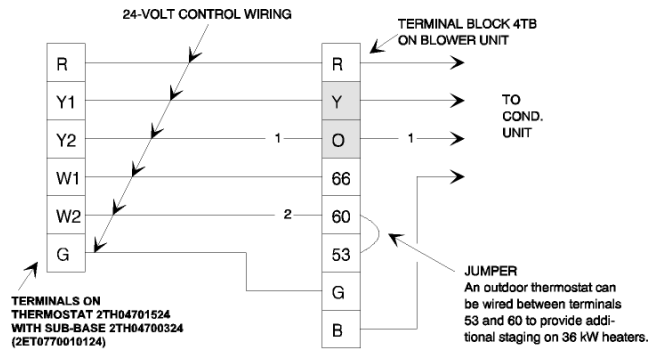 24-VOLT CONTROL WIRING
TERMINAL BLOCK 4TB
ON BLOWER UNIT
R
R
Y1
Y
TO
COND.
UNIT
Y2
1
O
1
W1
66
W2
2
60
G
53
G
B
JUMPER
An outdoor thermostat can
be wired between terminals
53 and 60 to provide addi-
tional staging on 36 kW heaters.
TERMINALS ON
THERMOSTAT 2TH04701524
WITH SUB-BASE 2TH04700324
(2ET0770010124)